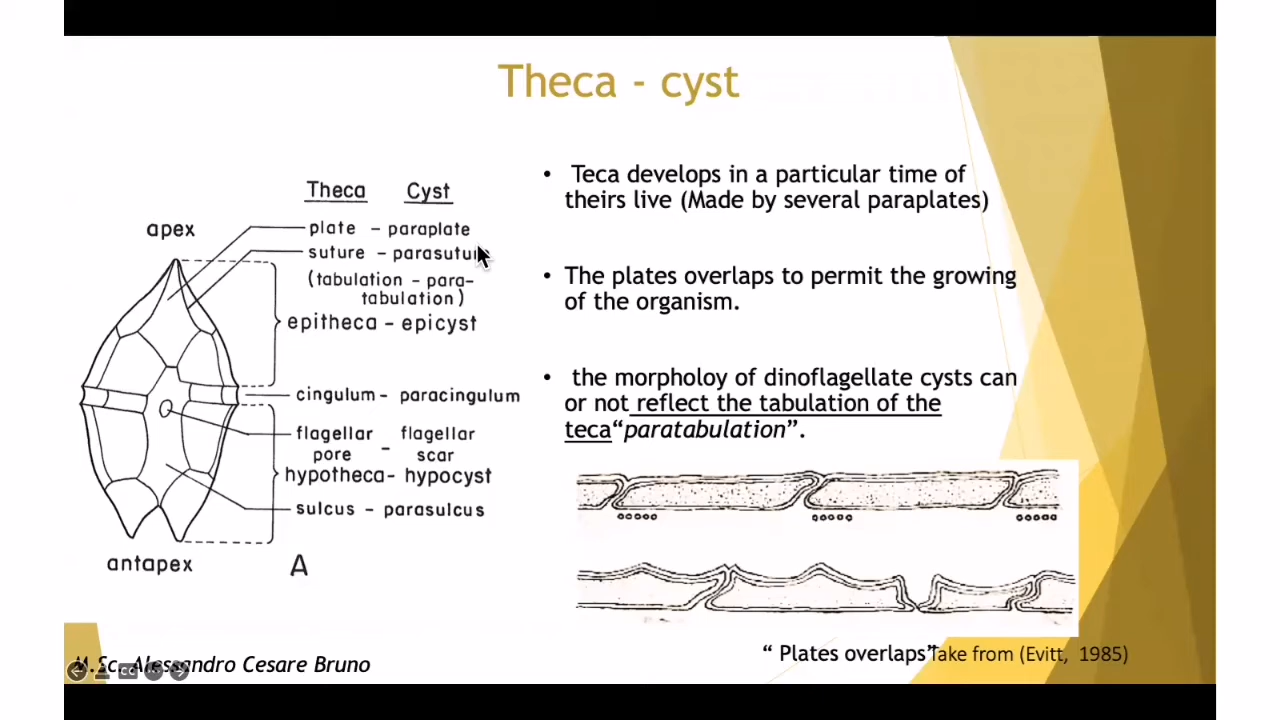 Theca - cyst
Theca Cyst
apex
plate - paraplate
suture - parasutu
(tabulation - para-
tabulation)
epitheca - epicyst
cingulum - paracingulum
flagellar flagellar
pore - scar
hypotheca - hypocyst
sulcus - parasulcus
antapex
A
• Teca develops in a particular time of
theirs live (Made by several paraplates)
• The plates overlaps to permit the growing
of the organism.
• the morpholoy of dinoflagellate cysts can
or not reflect the tabulation of the
teca“paratabulation”.
“ Plates overlaps” Take from (Evitt, 1985)
M.Sc. Alessandro Cesare Bruno
CC